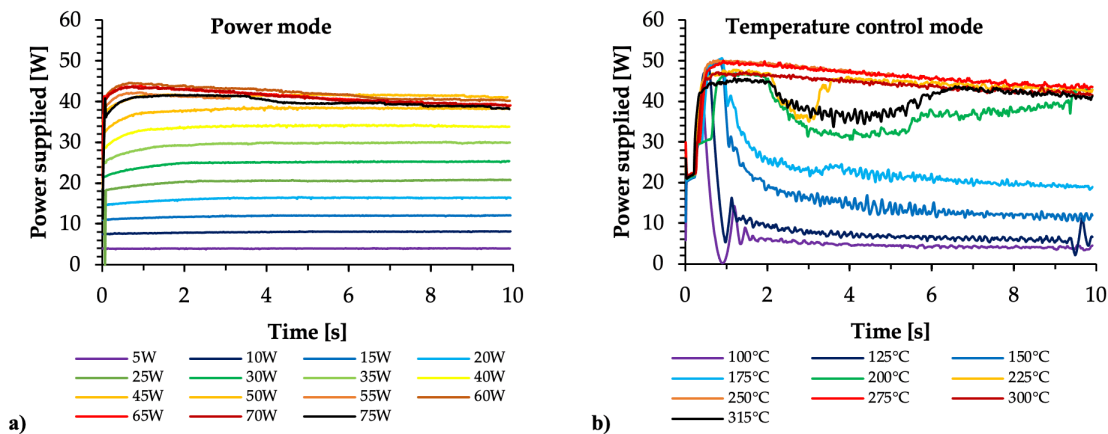 Power mode
Power supplied [W]
60
50
40
30
20
10
0
0 2 4 6 8 10
Time [s]
5W 10W 15W 20W
25W 30W 35W 40W
45W 50W 55W 60W
65W 70W 75W
a)
Temperature control mode
Power supplied [W]
60
50
40
30
20
10
0
0 2 4 6 8 10
Time [s]
100°C 125°C 150°C
175°C 200°C 225°C
250°C 275°C 300°C
315°C
b)